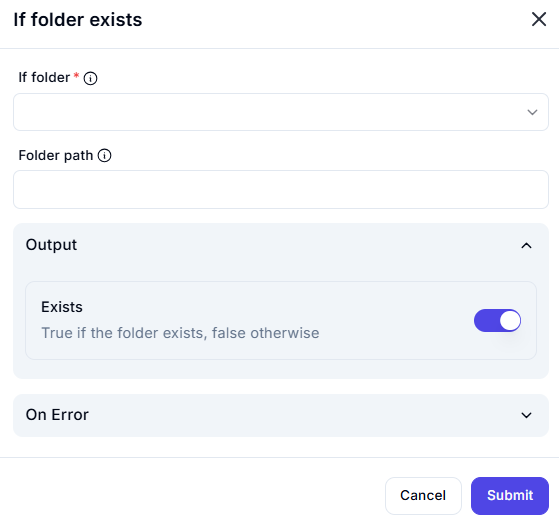 If folder exists
If folder *
Folder path
Output
Exists
True if the folder exists, false otherwise
On Error
Cancel
Submit